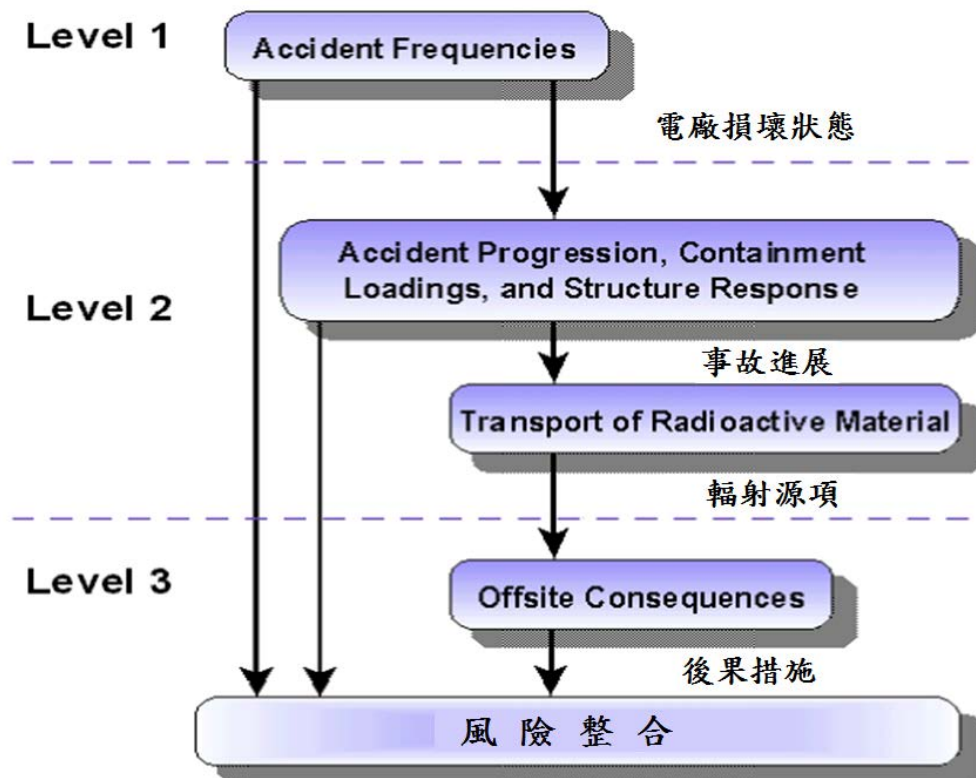 Level 1
Accident Frequencies
電廠損壞狀態
Level 2
Accident Progression, Containment
Loadings, and Structure Response
事故進展
Transport of Radioactive Material
輻射源項
Level 3
Offsite Consequences
後果措施
風險整合